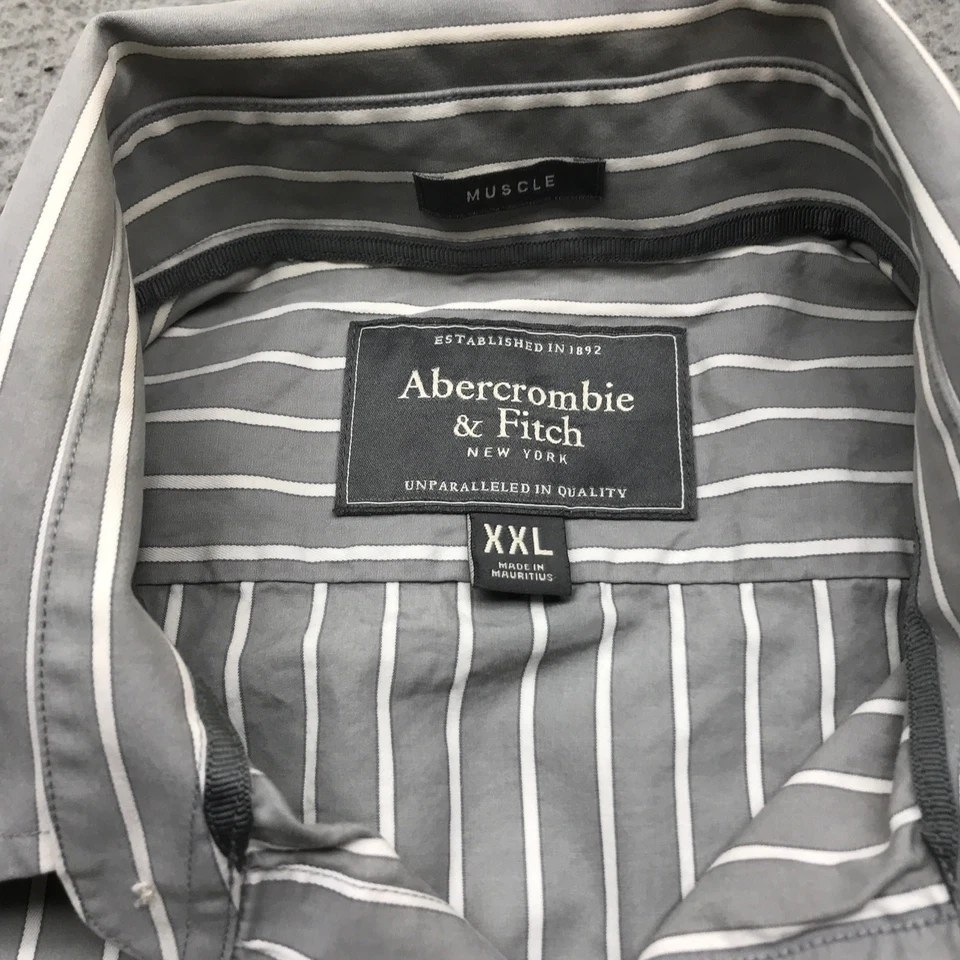 MUSCLE
ESTABLISHED IN 1892
Abercrombie
& Fitch
NEW YORK
UNPARALLELED IN QUALITY
XXL
MADE IN
MAURITIUS